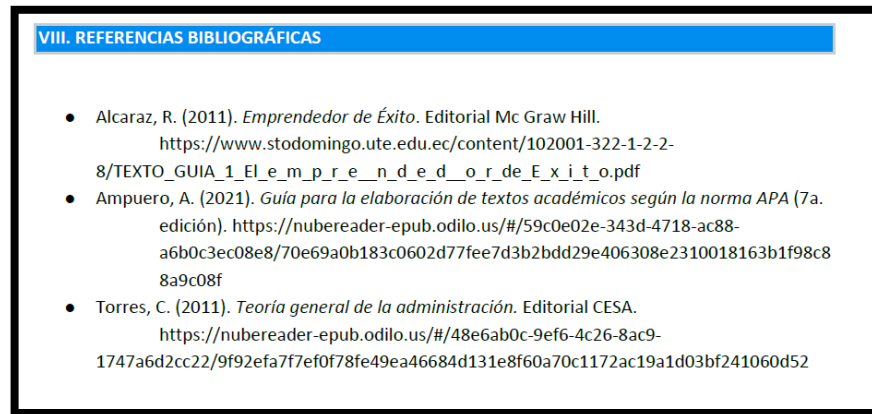 VIII. REFERENCIAS BIBLIOGRÁFICAS
● Alcaraz, R. (2011). Emprendedor de Éxito. Editorial Mc Graw Hill.
https://www.stodomingo.ute.edu.ec/content/102001-322-1-2-2-
8/TEXTO_GUIA_1_El_e_m_p_r_e__n_d_e_d__o_r_de_E_x_i_t_o.pdf
● Ampuero, A. (2021). Guía para la elaboración de textos académicos según la norma APA (7a.
edición). https://nubereader-epub.odilo.us/#/59c0e02e-343d-4718-ac88-
a6b0c3ec08e8/70e69a0b183c0602d77fee7d3b2bdd29e406308e2310018163b1f98c8
8a9c08f
● Torres, C. (2011). Teoría general de la administración. Editorial CESA.
https://nubereader-epub.odilo.us/#/48e6ab0c-9ef6-4c26-8ac9-
1747a6d2cc22/9f92efa7f7ef0f78fe49ea46684d131e8f60a70c1172ac19a1d03bf241060d52